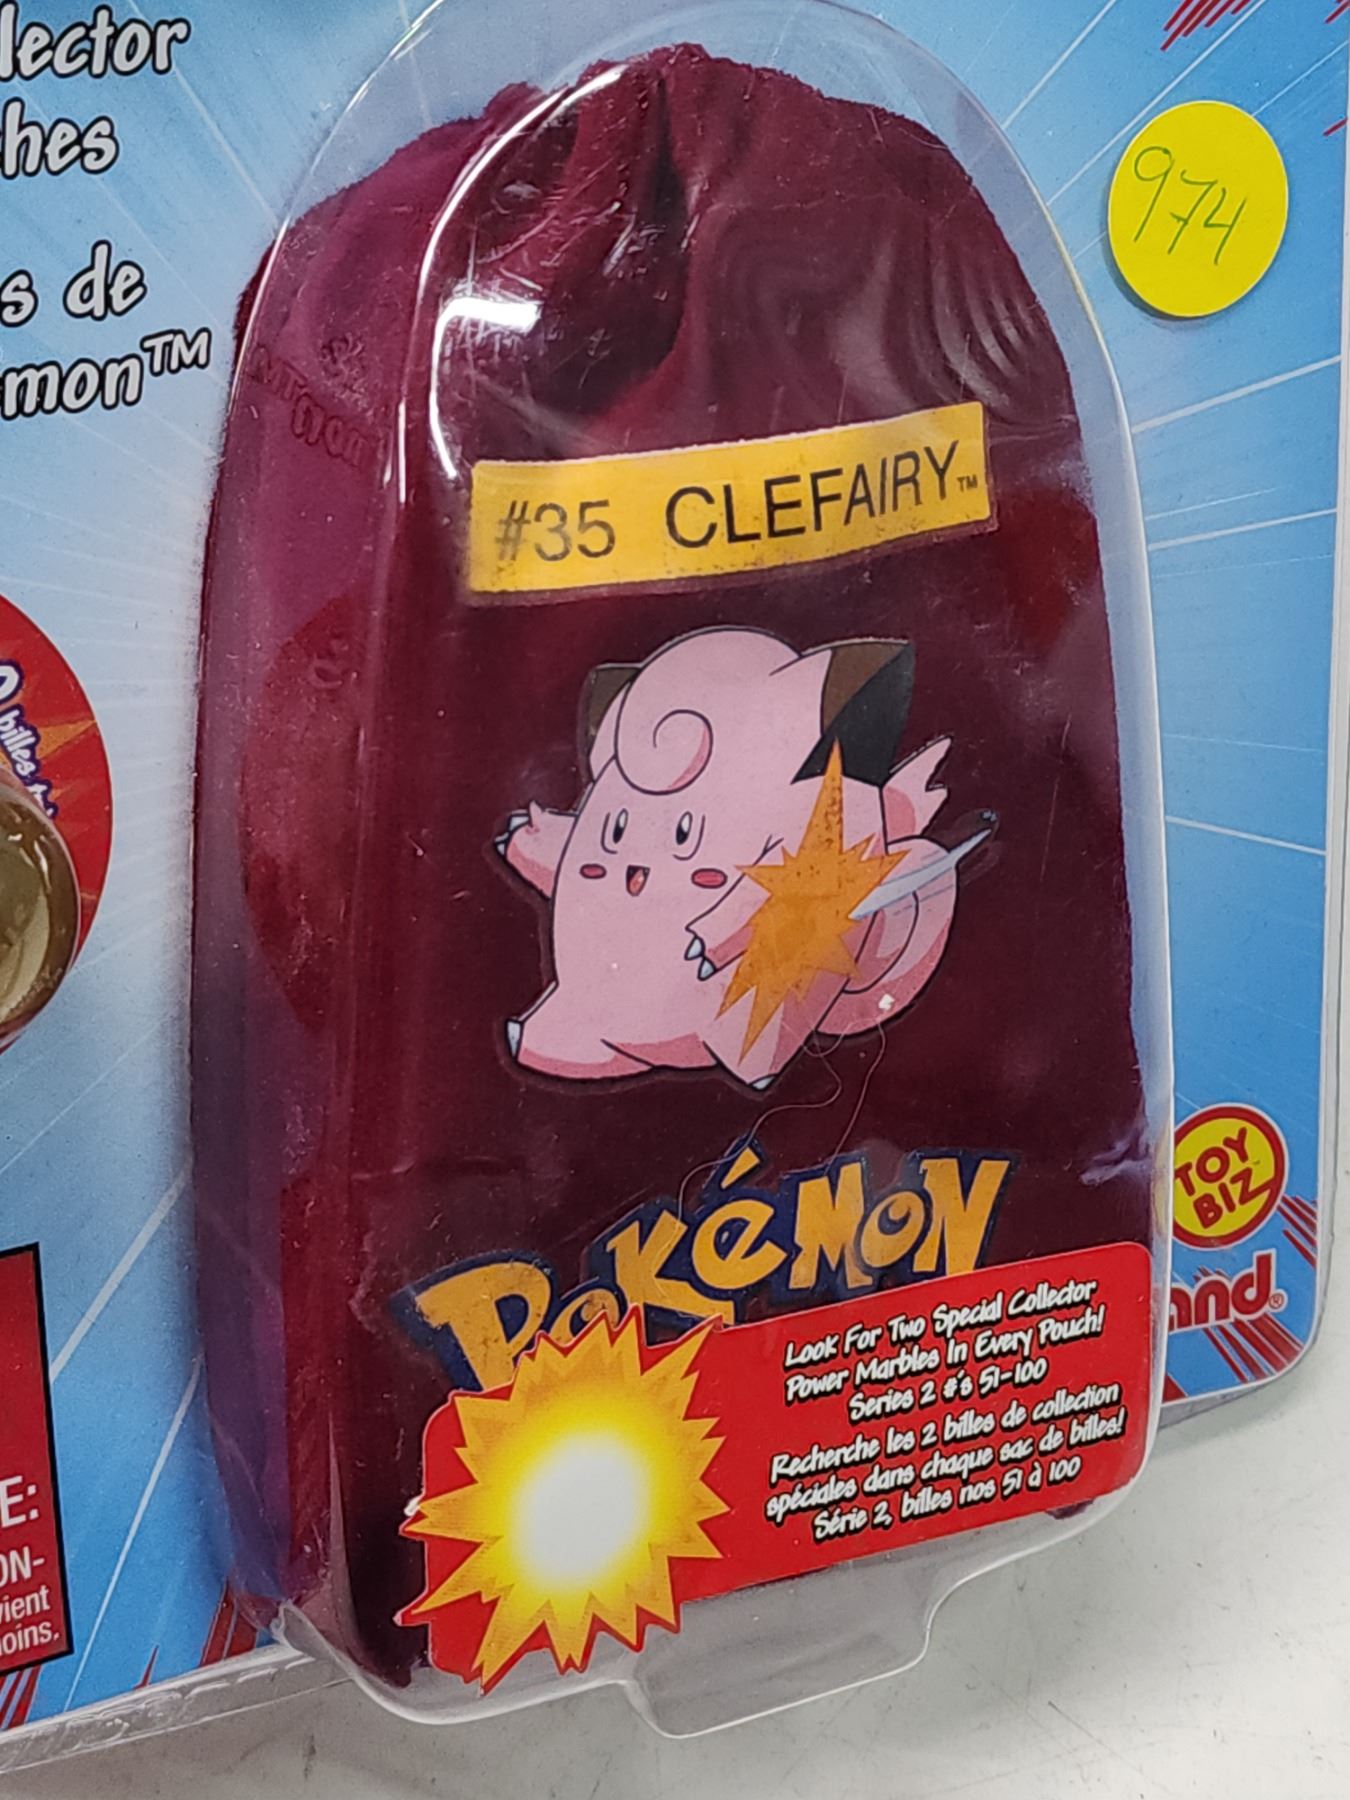 lector
hes
s de
mon™
974
#35 CLEFAIRY™
billes
POKéMON
TOY
BIZ
and®
Look For Two Special Collector
Power Marbles In Every Pouch!
Series 2 #'s 51-100
Recherche les 2 billes de collection
spéciales dans chaque sac de billes!
Série 2, billes nos 51 à 100
E:
ON-
vient
oins.